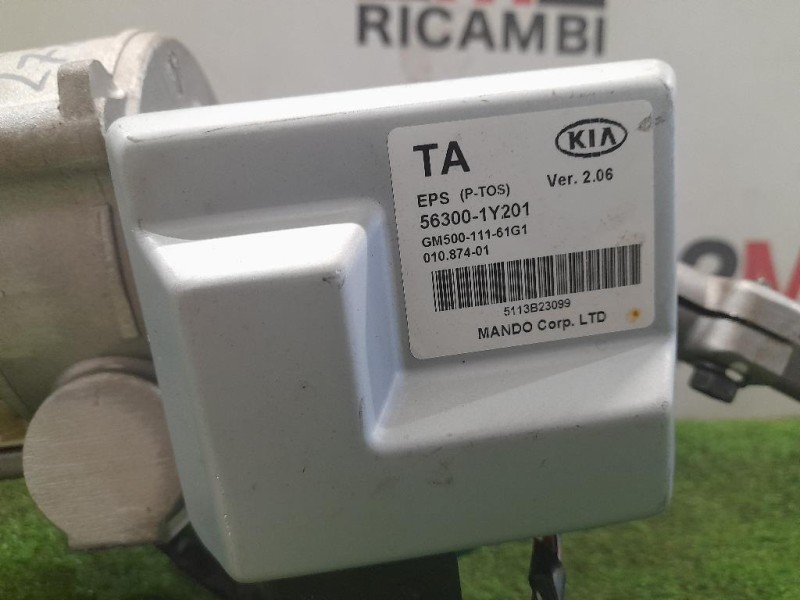 RICAMBI
TA
KIA
EPS (P-TOS)
Ver. 2.06
56300-1Y201
GM500-111-61G1
010.874-01
5113B23099
MANDO Corp. LTD